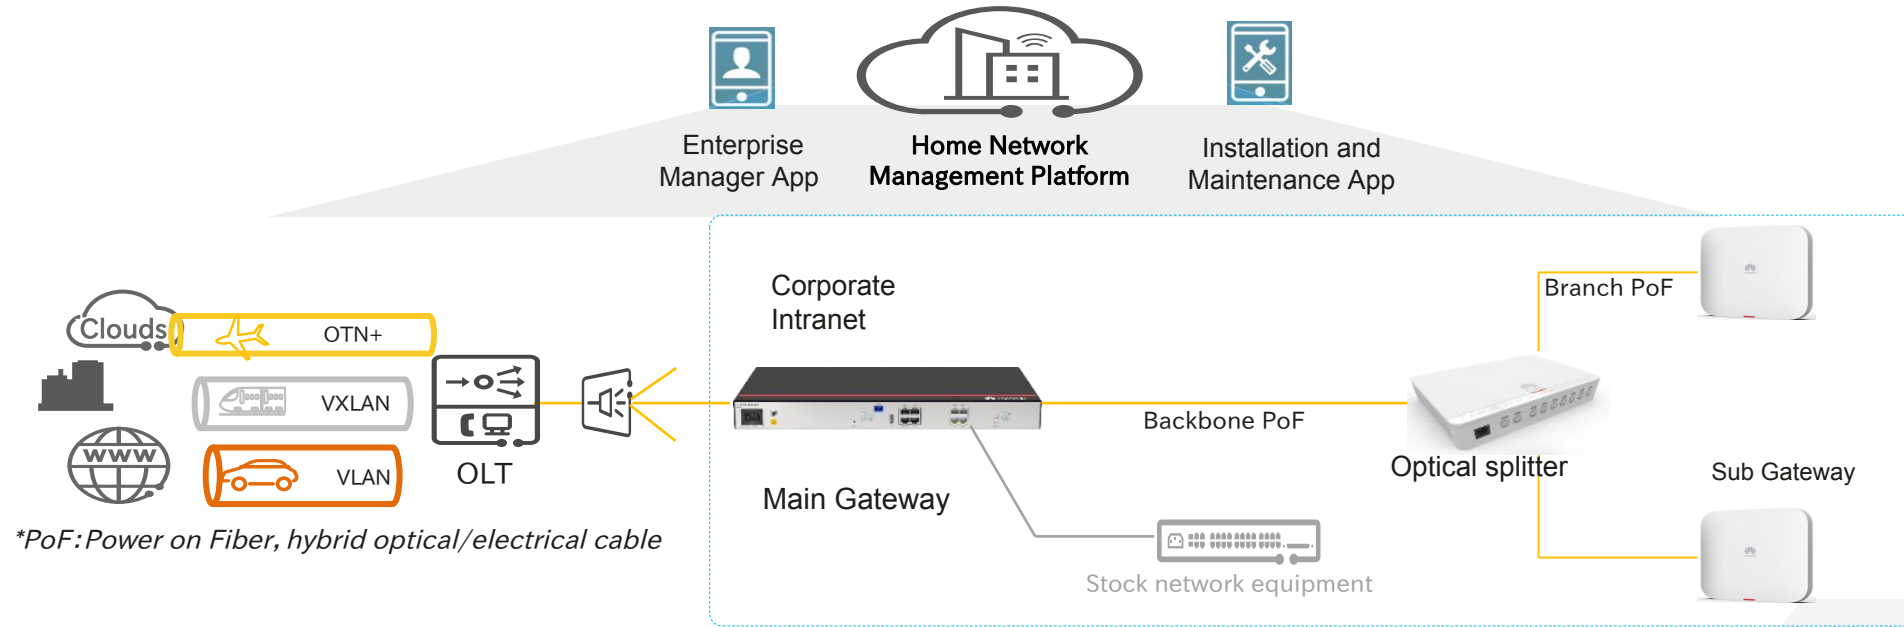 Enterprise
Manager App
Home Network
Management Platform
Installation and
Maintenance App
Corporate
Intranet
Branch PoF
Clouds
OTN+
VXLAN
WWW
VLAN
OLT
Backbone PoF
Main Gateway
Optical splitter
Sub Gateway
*PoF:Power on Fiber, hybrid optical/electrical cable
Stock network equipment